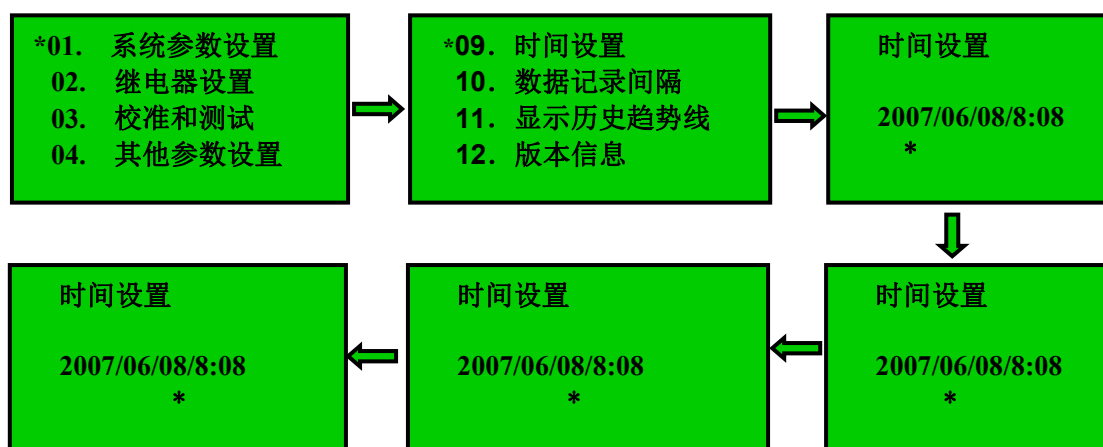 *01. 系统参数设置
02. 继电器设置
03. 校准和测试
04. 其他参数设置
*09. 时间设置
10. 数据记录间隔
11. 显示历史趋势线
12. 版本信息
时间设置
2007/06/08/8:08
*
时间设置
2007/06/08/8:08
*
时间设置
2007/06/08/8:08
*
时间设置
2007/06/08/8:08
*